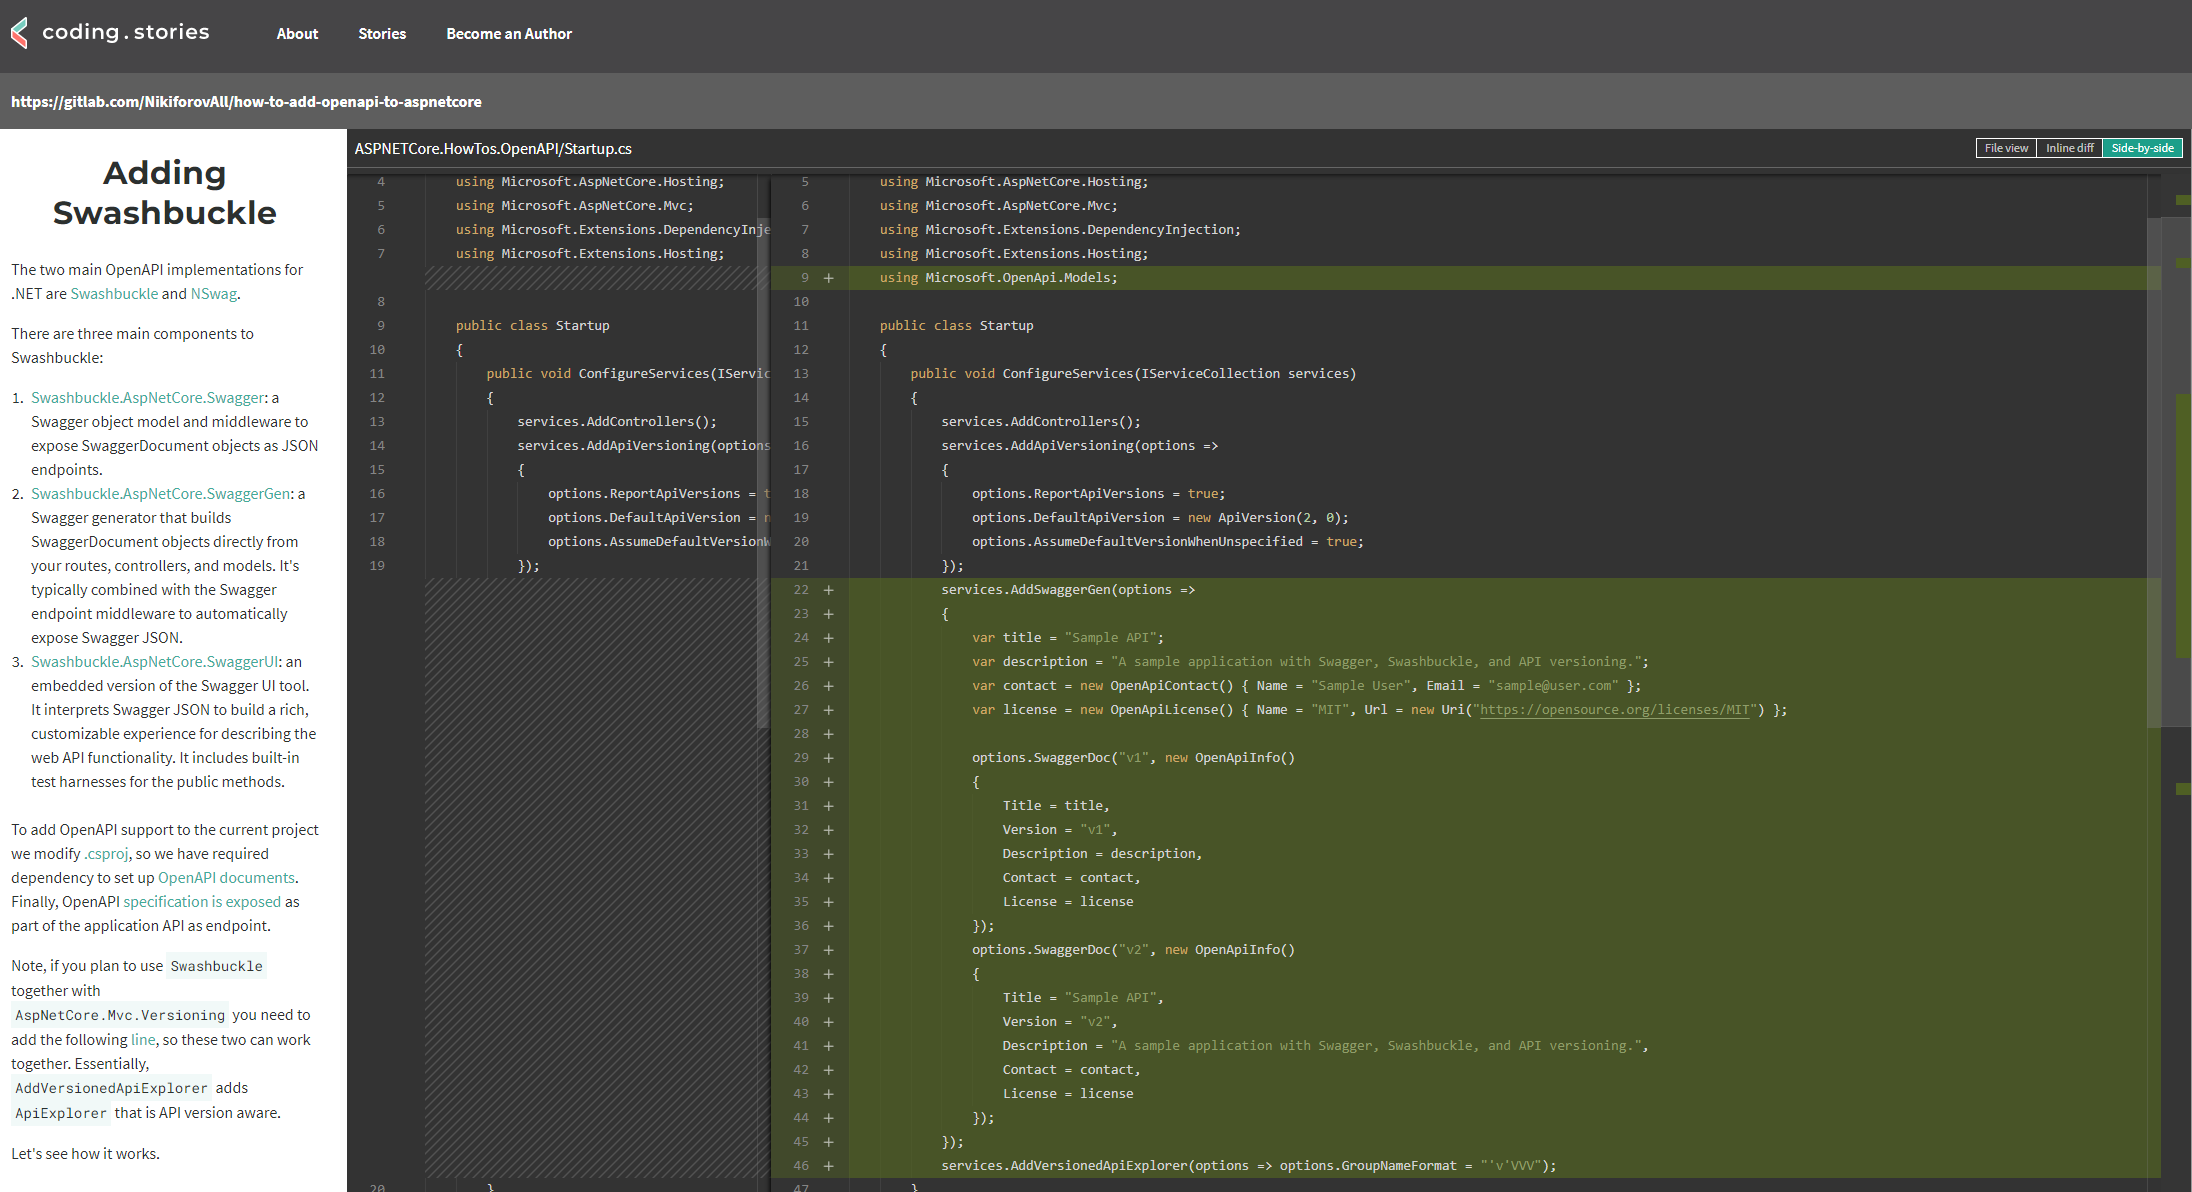 coding.stories
About
Stories
Become an Author
https://gitlab.com/NikiforovAll/how-to-add-openapi-to-aspnetcore
Adding
Swashbuckle
The two main OpenAPI implementations for
.NET are Swashbuckle and NSwag.
There are three main components to
Swashbuckle:
1. Swashbuckle.AspNetCore.Swagger: a
Swagger object model and middleware to
expose SwaggerDocument objects as JSON
endpoints.
2. Swashbuckle.AspNetCore.SwaggerGen: a
Swagger generator that builds
SwaggerDocument objects directly from
your routes, controllers, and models. It's
typically combined with the Swagger
endpoint middleware to automatically
expose Swagger JSON.
3. Swashbuckle.AspNetCore.SwaggerUI: an
embedded version of the Swagger UI tool.
It interprets Swagger JSON to build a rich,
customizable experience for describing the
web API functionality. It includes built-in
test harnesses for the public methods.
To add OpenAPI support to the current project
we modify .csproj, so we have required
dependency to set up OpenAPI documents.
Finally, OpenAPI specification is exposed as
part of the application API as endpoint.
Note, if you plan to use Swashbuckle
together with
AspNetCore.Mvc.Versioning you need to
add the following line, so these two can work
together. Essentially,
AddVersionedApiExplorer adds
ApiExplorer that is API version aware.
Let's see how it works.
ASPNETCore.HowTos.OpenAPI/Startup.cs
File view
Inline diff
Side-by-side
4 using Microsoft.AspNetCore.Hosting;
5 using Microsoft.AspNetCore.Mvc;
6 using Microsoft.Extensions.DependencyInje
7 using Microsoft.Extensions.Hosting;
8
9 public class Startup
10 {
11 public void ConfigureServices(IServic
12 {
13 services.AddControllers();
14 services.AddApiVersioning(options
15 {
16 options.ReportApiVersions = t
17 options.DefaultApiVersion = n
18 options.AssumeDefaultVersionW
19 });
20 }
5 using Microsoft.AspNetCore.Hosting;
6 using Microsoft.AspNetCore.Mvc;
7 using Microsoft.Extensions.DependencyInjection;
8 using Microsoft.Extensions.Hosting;
9 + using Microsoft.OpenApi.Models;
10
11 public class Startup
12 {
13 public void ConfigureServices(IServiceCollection services)
14 {
15 services.AddControllers();
16 services.AddApiVersioning(options =>
17 {
18 options.ReportApiVersions = true;
19 options.DefaultApiVersion = new ApiVersion(2, 0);
20 options.AssumeDefaultVersionWhenUnspecified = true;
21 });
22 + services.AddSwaggerGen(options =>
23 + {
24 + var title = "Sample API";
25 + var description = "A sample application with Swagger, Swashbuckle, and API versioning.";
26 + var contact = new OpenApiContact() { Name = "Sample User", Email = "sample@user.com" };
27 + var license = new OpenApiLicense() { Name = "MIT", Url = new Uri("https://opensource.org/licenses/MIT") };
28 +
29 + options.SwaggerDoc("v1", new OpenApiInfo()
30 + {
31 + Title = title,
32 + Version = "v1",
33 + Description = description,
34 + Contact = contact,
35 + License = license
36 + });
37 + options.SwaggerDoc("v2", new OpenApiInfo()
38 + {
39 + Title = "Sample API",
40 + Version = "v2",
41 + Description = "A sample application with Swagger, Swashbuckle, and API versioning.",
42 + Contact = contact,
43 + License = license
44 + });
45 + });
46 + services.AddVersionedApiExplorer(options => options.GroupNameFormat = "'v'VVV");
47 }